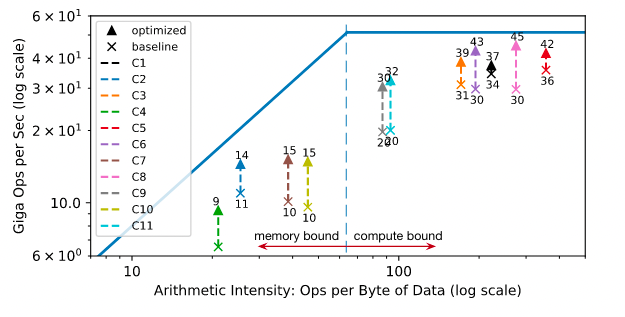 6 × 10¹
optimized
baseline
C1
C2
C3
C4
C5
C6
C7
C8
C9
C10
C11
4 × 10¹
3 × 10¹
2 × 10¹
10.0
6 × 10⁰
Giga Ops per Sec (log scale)
9
14
11
15
10
15
10
30
20
32
20
39
31
43
30
37
34
45
30
42
36
memory bound
compute bound
10
100
Arithmetic Intensity: Ops per Byte of Data (log scale)